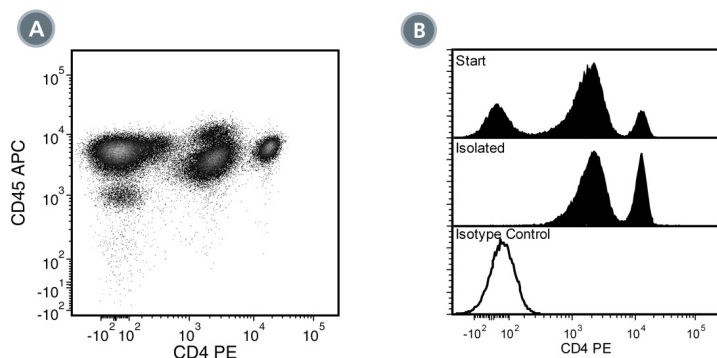 A
CD45 APC
10^5
10^4
10^3
10^2
-10^1
-10^2
-10^2 10^2 10^3 10^4 10^5
CD4 PE
B
Start
Isolated
Isotype Control
-10^2 10^2 10^3 10^4 10^5
CD4 PE